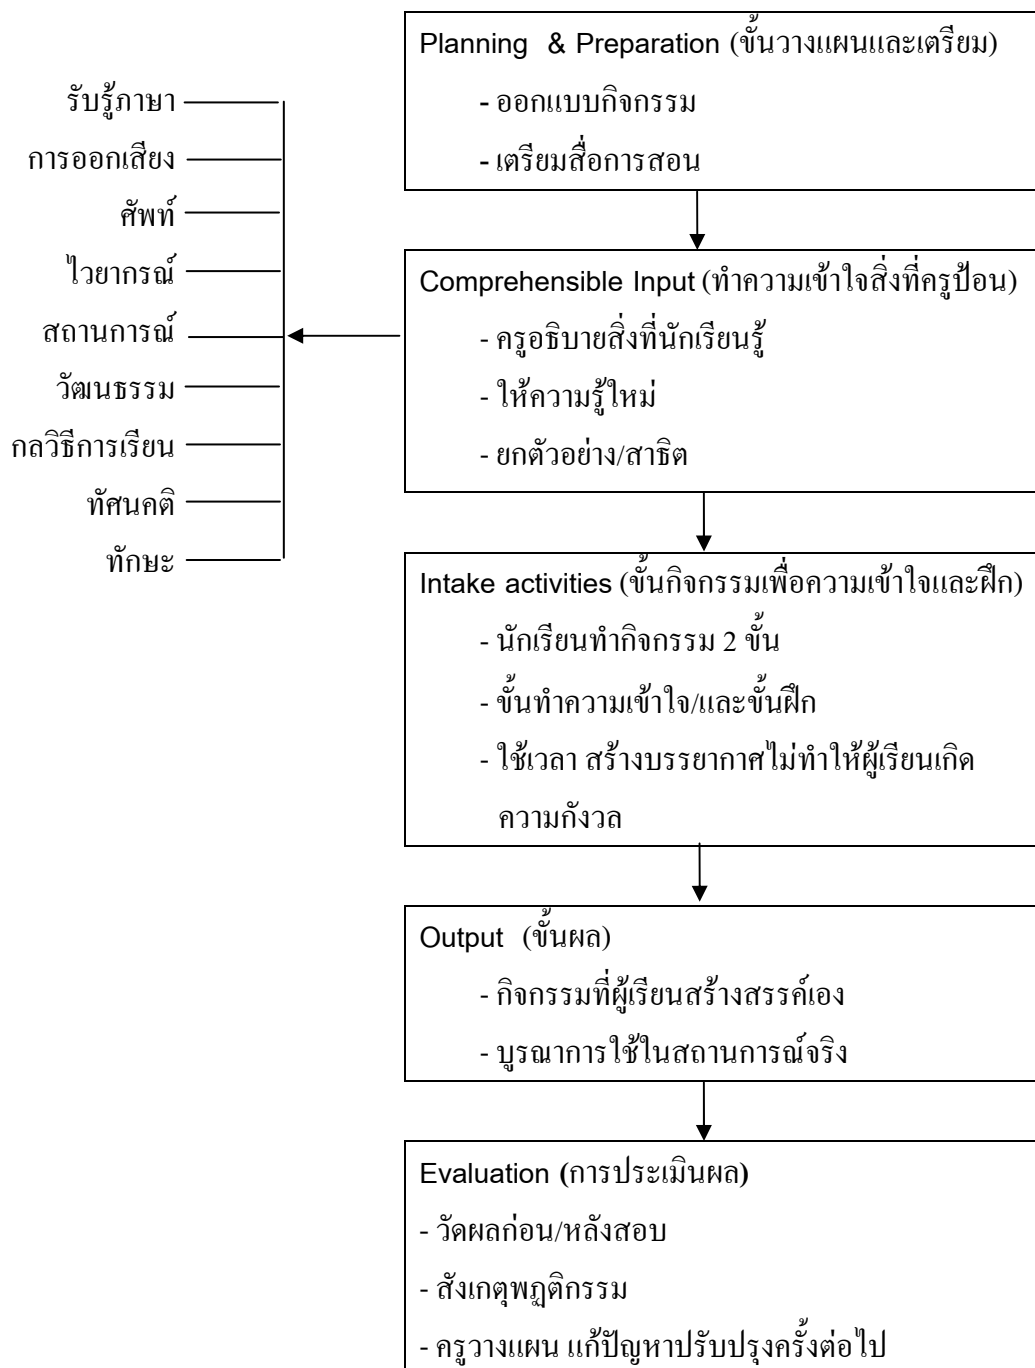 Planning & Preparation (ขั้นวางแผนและเตรียม)
- ออกแบบกิจกรรม
- เตรียมสื่อการสอน
รับรู้ภาษา
การออกเสียง
ศัพท์
ไวยากรณ์
สถานการณ์
วัฒนธรรม
กลวิธีการเรียน
ทัศนคติ
ทักษะ
Comprehensible Input (ทำความเข้าใจสิ่งที่ครูป้อน)
- ครูอธิบายสิ่งที่นักเรียนรู้
- ให้ความรู้ใหม่
- ยกตัวอย่าง/สาธิต
Intake activities (ขั้นกิจกรรมเพื่อความเข้าใจและฝึก)
- นักเรียนทำกิจกรรม 2 ขั้น
- ขั้นทำความเข้าใจ/และขั้นฝึก
- ใช้เวลา สร้างบรรยากาศไม่ทำให้ผู้เรียนเกิด
ความกังวล
Output (ขั้นผล)
- กิจกรรมที่ผู้เรียนสร้างสรรค์เอง
- บูรณาการใช้ในสถานการณ์จริง
Evaluation (การประเมินผล)
- วัดผลก่อน/หลังสอบ
- สังเกตุพฏติกรรม
- ครูวางแผน แก้ปัญหาปรับปรุงครั้งต่อไป